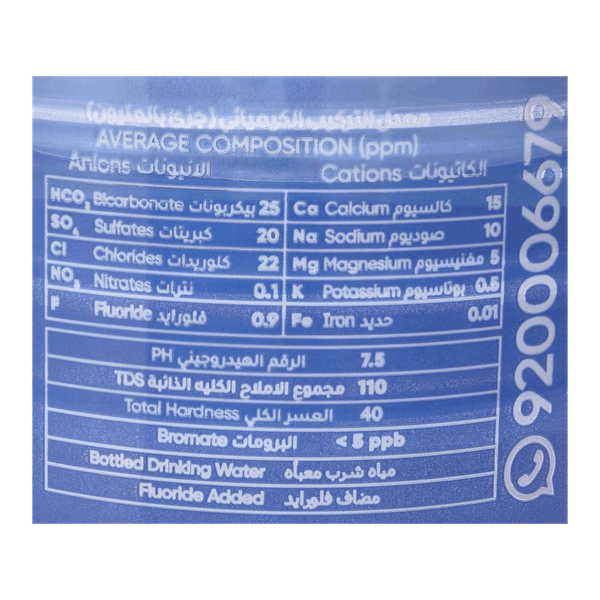 معدل التركيب الكيميائي (جزئ بالمليون)
AVERAGE COMPOSITION (ppm)
Anions الانيونات Cations الكاتيونات
HCO3 Bicarbonate بيكربونات 25 Ca Calcium كالسيوم 15
SO4 Sulfates كبريتات 20 Na Sodium صوديوم 10
Cl Chlorides كلوريدات 22 Mg Magnesium مغنيسيوم 5
NO3 Nitrates نترات 0.1 K Potassium بوتاسيوم 0.5
F Fluoride فلورايد 0.9 Fe Iron حديد 0.01
PH الرقم الهيدروجيني 7.5
TDS مجموع الاملاح الكليه الذائبة 110
Total Hardness العسر الكلي 40
Bromate البرومات < 5 ppb
Bottled Drinking Water مياه شرب معبأه
Fluoride Added مضاف فلورايد
920006679